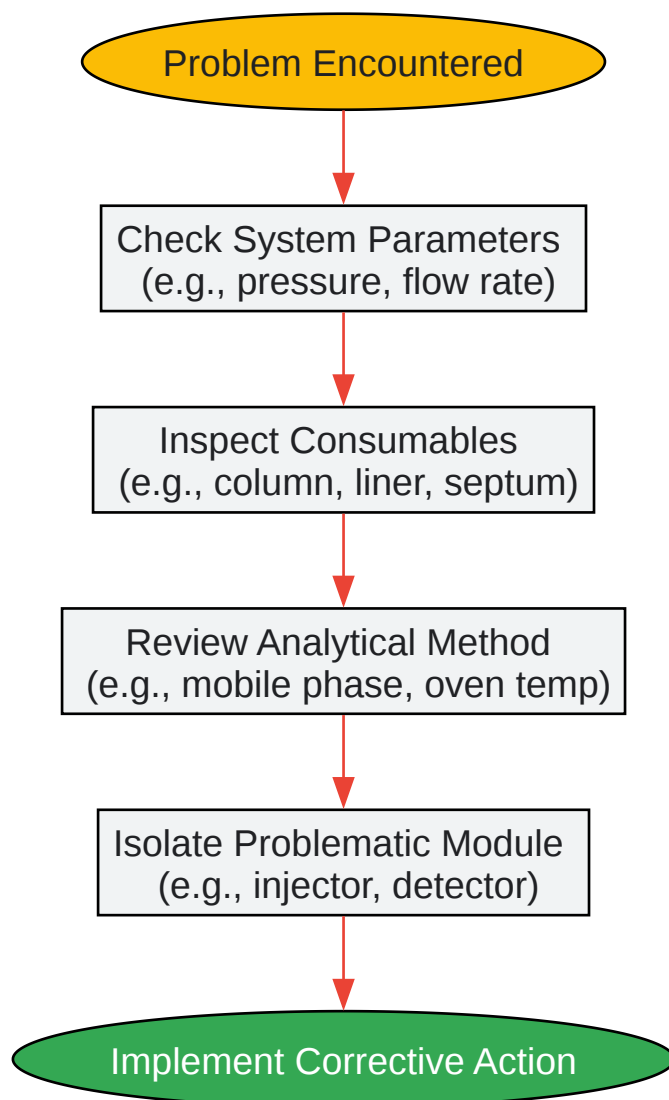 Problem Encountered
Check System Parameters
(e.g., pressure, flow rate)
Inspect Consumables
(e.g., column, liner, septum)
Review Analytical Method
(e.g., mobile phase, oven temp)
Isolate Problematic Module
(e.g., injector, detector)
Implement Corrective Action